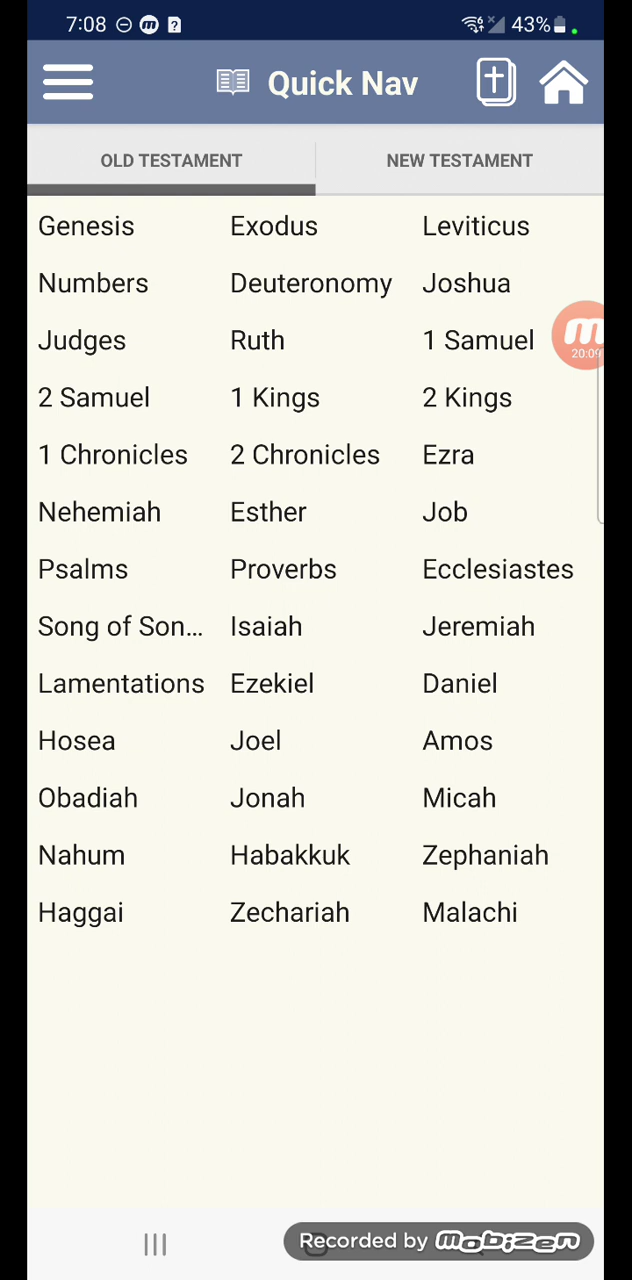 7:08 43%
Quick Nav
OLD TESTAMENT NEW TESTAMENT
Genesis Exodus Leviticus
Numbers Deuteronomy Joshua
Judges Ruth 1 Samuel
20:09
2 Samuel 1 Kings 2 Kings
1 Chronicles 2 Chronicles Ezra
Nehemiah Esther Job
Psalms Proverbs Ecclesiastes
Song of Son... Isaiah Jeremiah
Lamentations Ezekiel Daniel
Hosea Joel Amos
Obadiah Jonah Micah
Nahum Habakkuk Zephaniah
Haggai Zechariah Malachi
Recorded by mobizen